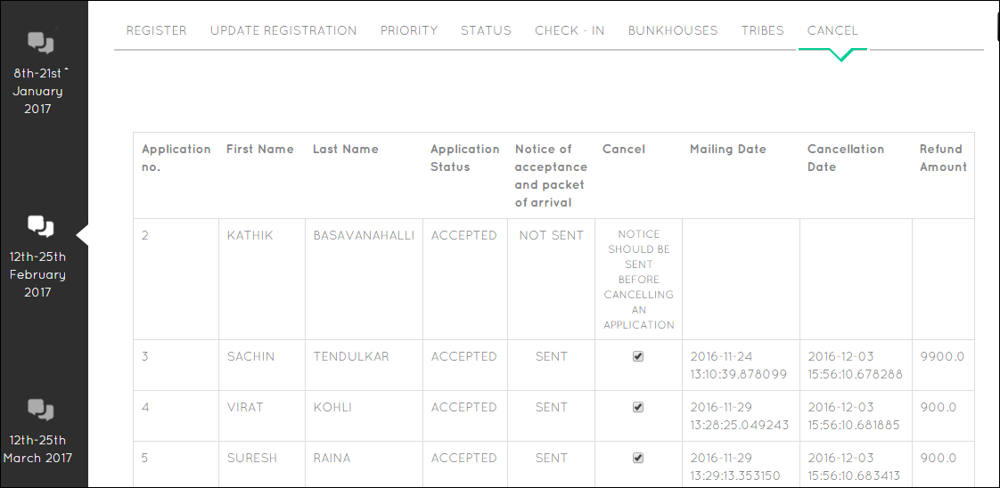 REGISTER UPDATE REGISTRATION PRIORITY STATUS CHECK - IN BUNKHOUSES TRIBES CANCEL
8th-21st
January
2017
12th-25th
February
2017
12th-25th
March 2017
Application no. First Name Last Name Application Status Notice of acceptance and packet of arrival Cancel Mailing Date Cancellation Date Refund Amount
2 KATHIK BASAVANAHALLI ACCEPTED NOT SENT NOTICE SHOULD BE SENT BEFORE CANCELLING AN APPLICATION
3 SACHIN TENDULKAR ACCEPTED SENT 2016-11-24 13:10:39.878099 2016-12-03 15:56:10.678288 9900.0
4 VIRAT KOHLI ACCEPTED SENT 2016-11-29 13:28:25.049243 2016-12-03 15:56:10.681885 900.0
5 SURESH RAINA ACCEPTED SENT 2016-11-29 13:29:13.353150 2016-12-03 15:56:10.683413 900.0